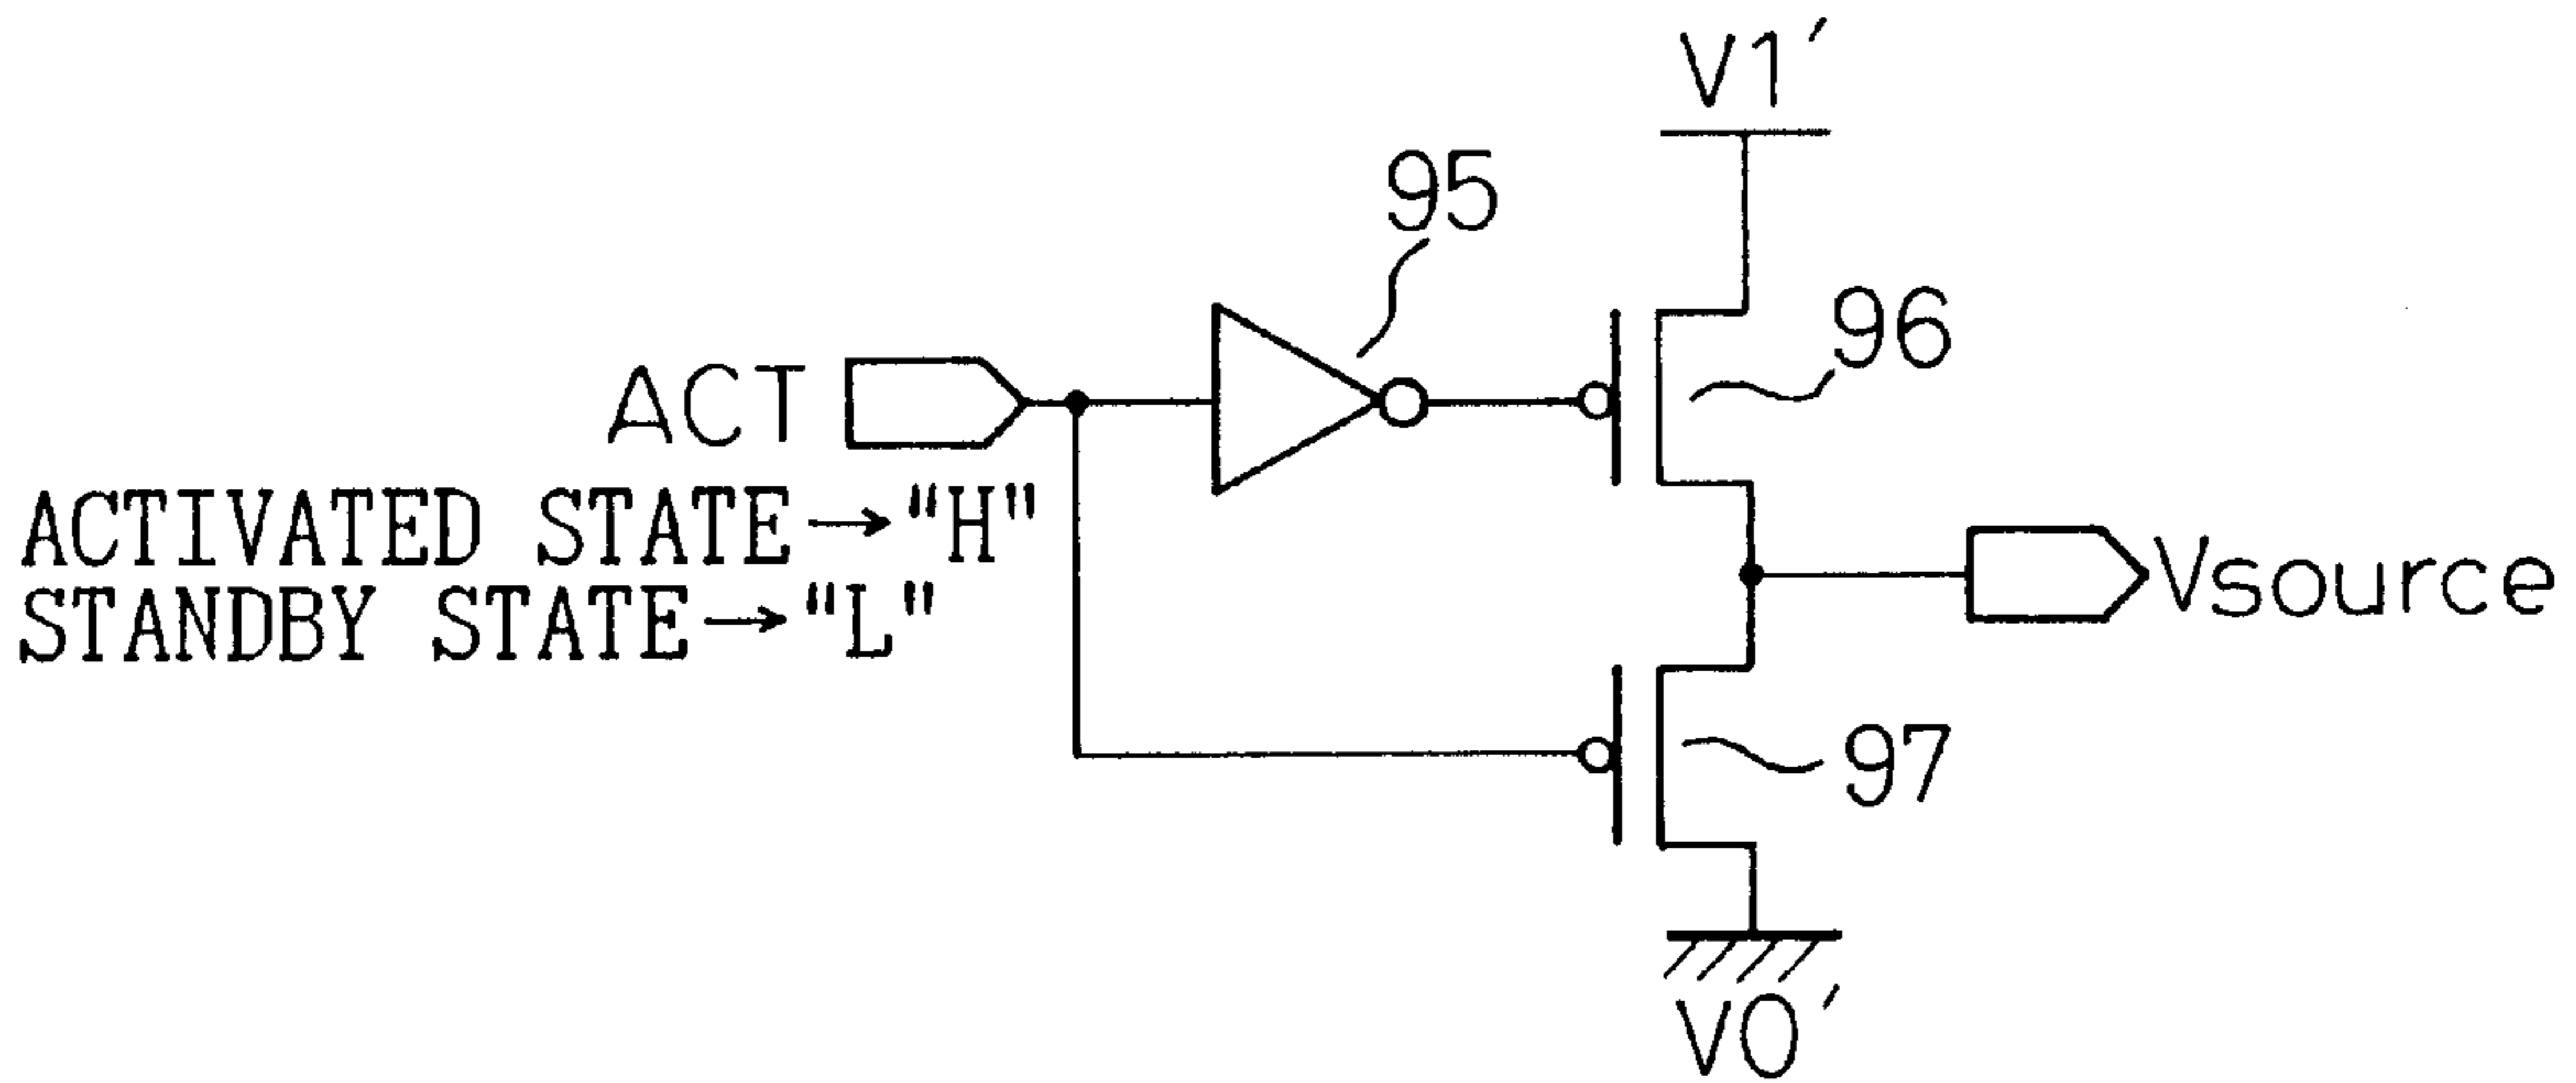 V1′
95
96
ACT
ACTIVATED STATE→"H"
STANDBY STATE→"L"
Vsource
97
V0′